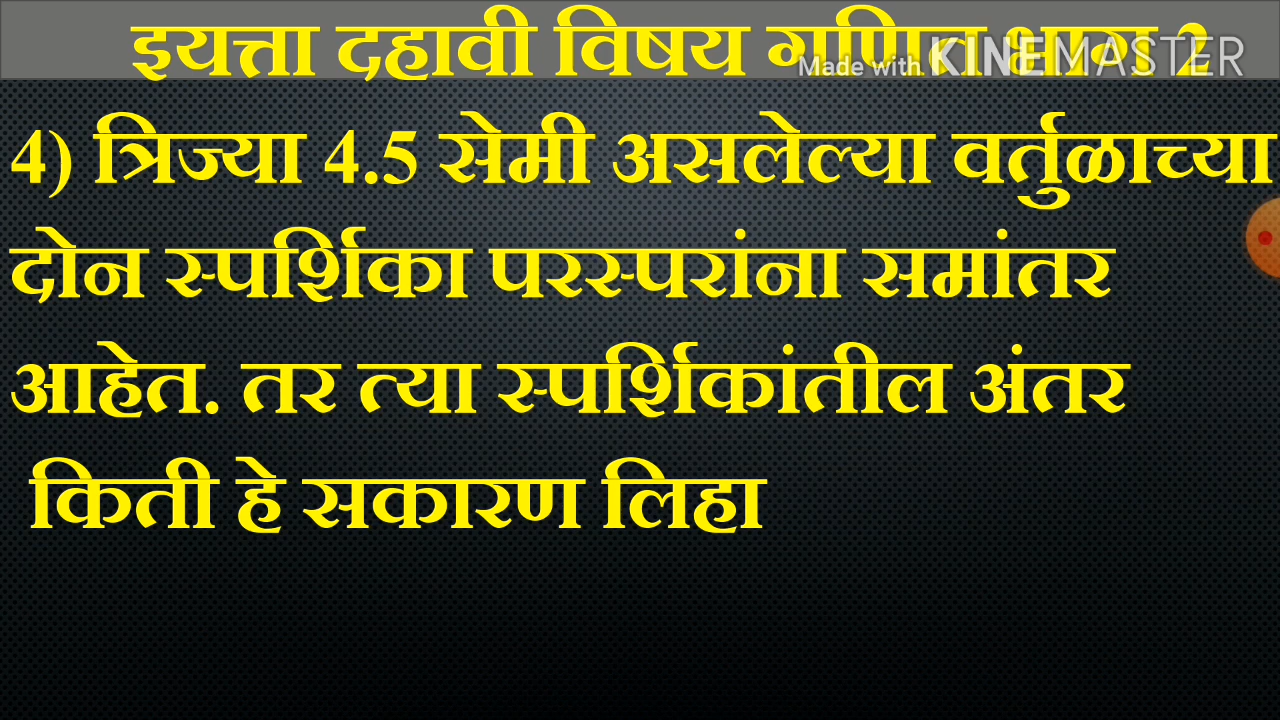 इयत्ता दहावी विषय गणित भाग 2
Made with KINEMASTER
4) त्रिज्या 4.5 सेमी असलेल्या वर्तुळाच्या
दोन स्पर्शिका परस्परांना समांतर
आहेत. तर त्या स्पर्शिकांतील अंतर
किती हे सकारण लिहा